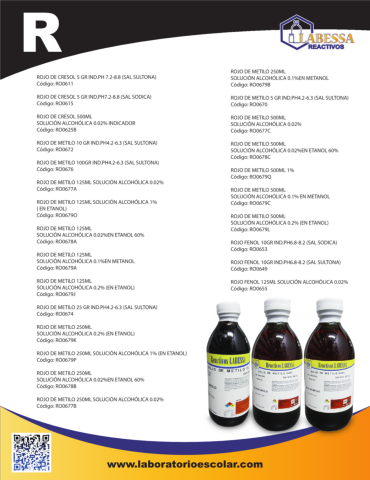 R
LABESSA
REACTIVOS
ROJO DE CRESOL 5 GR IND.PH 7.2-8.8 (SAL SULTONA)
Código: RO0611
ROJO DE CRESOL 5 GR IND.PH7.2-8.8 (SAL SODICA)
Código: RO0615
ROJO DE CRESOL 500ML
SOLUCIÓN ALCOHÓLICA 0.02% INDICADOR
Código: RO0625B
ROJO DE METILO 10 GR IND.PH4.2-6.3 (SAL SULTONA)
Código: RO0672
ROJO DE METILO 100GR IND.PH4.2-6.3 (SAL SULTONA)
Código: RO0676
ROJO DE METILO 125ML SOLUCIÓN ALCOHÓLICA 0.02%
Código: RO0677A
ROJO DE METILO 125ML SOLUCIÓN ALCOHÓLICA 1%
( EN ETANOL)
Código: RO0679O
ROJO DE METILO 125ML
SOLUCIÓN ALCOHÓLICA 0.02%EN ETANOL 60%
Código: RO0678A
ROJO DE METILO 125ML
SOLUCIÓN ALCOHÓLICA 0.1%EN METANOL
Código: RO0679A
ROJO DE METILO 125ML
SOLUCIÓN ALCOHÓLICA 0.2% (EN ETANOL)
Código: RO0679J
ROJO DE METILO 25 GR IND.PH4.2-6.3 (SAL SULTONA)
Código: RO0674
ROJO DE METILO 250ML
SOLUCIÓN ALCOHÓLICA 0.2% (EN ETANOL)
Código: RO0679K
ROJO DE METILO 250ML SOLUCIÓN ALCOHÓLICA 1% (EN ETANOL)
Código: RO0679P
ROJO DE METILO 250ML
SOLUCIÓN ALCOHÓLICA 0.02%EN ETANOL 60%
Código: RO0678B
ROJO DE METILO 250ML SOLUCIÓN ALCOHÓLICA 0.02%
Código: RO0677B
ROJO DE METILO 250ML
SOLUCIÓN ALCOHÓLICA 0.1%EN METANOL
Código: RO0679B
ROJO DE METILO 5 GR IND.PH4.2-6.3 (SAL SULTONA)
Código: RO0670
ROJO DE METILO 500ML
SOLUCIÓN ALCOHÓLICA 0.02%
Código: RO0677C
ROJO DE METILO 500ML
SOLUCIÓN ALCOHÓLICA 0.02%EN ETANOL 60%
Código: RO0678C
ROJO DE METILO 500ML 1%
Código: RO0679Q
ROJO DE METILO 500ML
SOLUCIÓN ALCOHÓLICA 0.1% EN METANOL
Código: RO0679C
ROJO DE METILO 500ML
SOLUCIÓN ALCOHÓLICA 0.2% (EN ETANOL)
Código: RO0679L
ROJO FENOL 10GR IND.PH6.8-8.2 (SAL SODICA)
Código: RO0653
ROJO FENOL 10GR IND.PH6.8-8.2 (SAL SULTONA)
Código: RO0649
ROJO FENOL 125ML SOLUCIÓN ALCOHÓLICA 0.02%
Código: RO0655
Reactivos LABESSA
Reactivos LABESSA
ROJO DE METILO
Reactivos LABESSA
www.laboratorioescolar.com